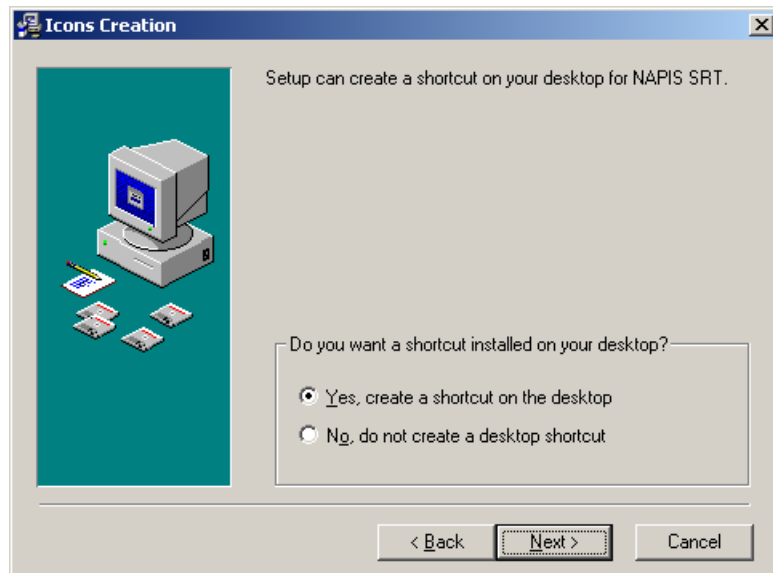 Icons Creation
Setup can create a shortcut on your desktop for NAPIS SRT.
Do you want a shortcut installed on your desktop?
Yes, create a shortcut on the desktop
No, do not create a desktop shortcut
< Back Next > Cancel